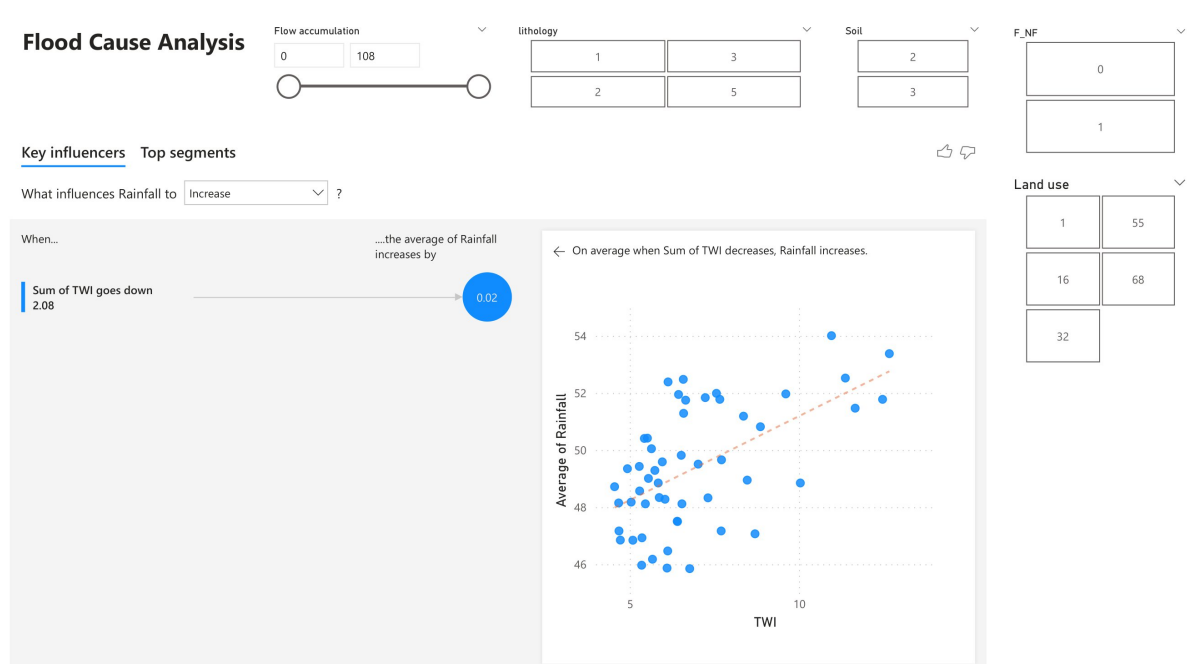 Flood Cause Analysis
Flow accumulation
0
108
lithology
1
3
2
5
Soil
2
3
F_NF
0
1
Key influencers
Top segments
What influences Rainfall to
Increase
?
Land use
1
55
16
68
32
When...
....the average of Rainfall
increases by
Sum of TWI goes down
2.08
0.02
On average when Sum of TWI decreases, Rainfall increases.
54
52
50
48
46
Average of Rainfall
5
10
TWI